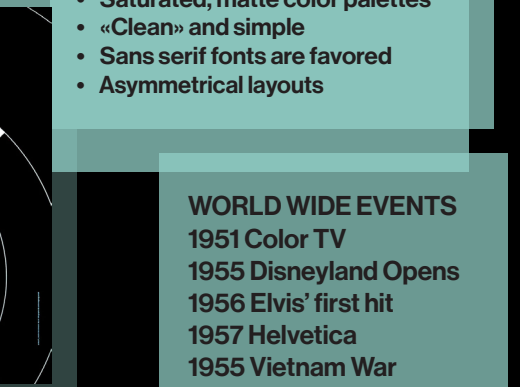 • Saturated, matte color palettes
• «Clean» and simple
• Sans serif fonts are favored
• Asymmetrical layouts
WORLD WIDE EVENTS
1951 Color TV
1955 Disneyland Opens
1956 Elvis’ first hit
1957 Helvetica
1955 Vietnam War